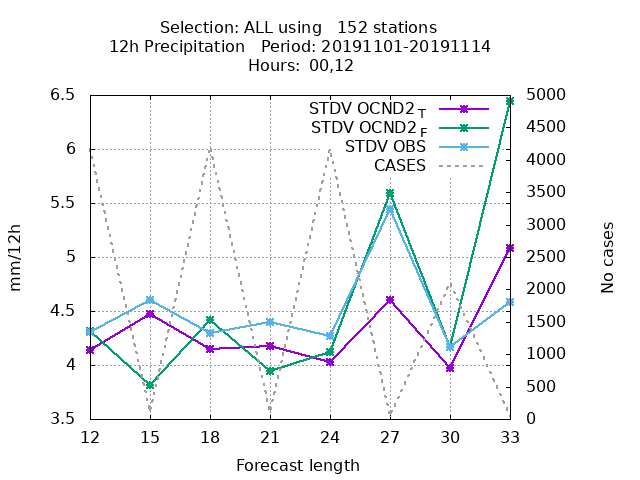 Selection: ALL using   152 stations
12h Precipitation   Period: 20191101-20191114
Hours:  00,12
6.5
6
5.5
5
4.5
4
3.5
mm/12h
STDV OCND2 T
STDV OCND2 F
STDV OBS
CASES
5000
4500
4000
3500
3000
2500
2000
1500
1000
500
0
No cases
12 15 18 21 24 27 30 33
Forecast length